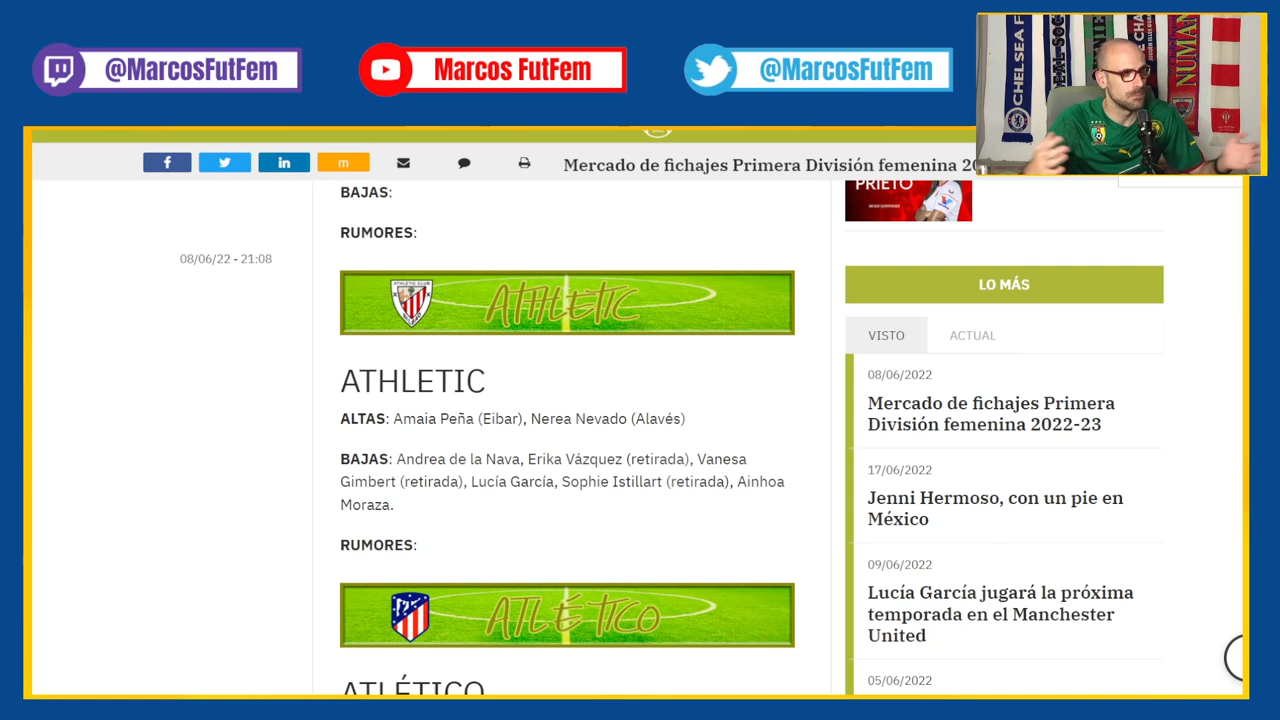 @MarcosFutFem
Marcos FutFem
@MarcosFutFem
CHELSEA F
NUMAN
m
Mercado de fichajes Primera División femenina 20
PRIETO
BAJAS:
RUMORES:
08/06/22 - 21:08
ATHLETIC
ATHLETIC
ALTAS: Amaia Peña (Eibar), Nerea Nevado (Alavés)
BAJAS: Andrea de la Nava, Erika Vázquez (retirada), Vanesa
Gimbert (retirada), Lucía García, Sophie Istillart (retirada), Ainhoa
Moraza.
RUMORES:
ATLÉTICO
ATLÉTICO
LO MÁS
VISTO
ACTUAL
08/06/2022
Mercado de fichajes Primera
División femenina 2022-23
17/06/2022
Jenni Hermoso, con un pie en
México
09/06/2022
Lucía García jugará la próxima
temporada en el Manchester
United
05/06/2022